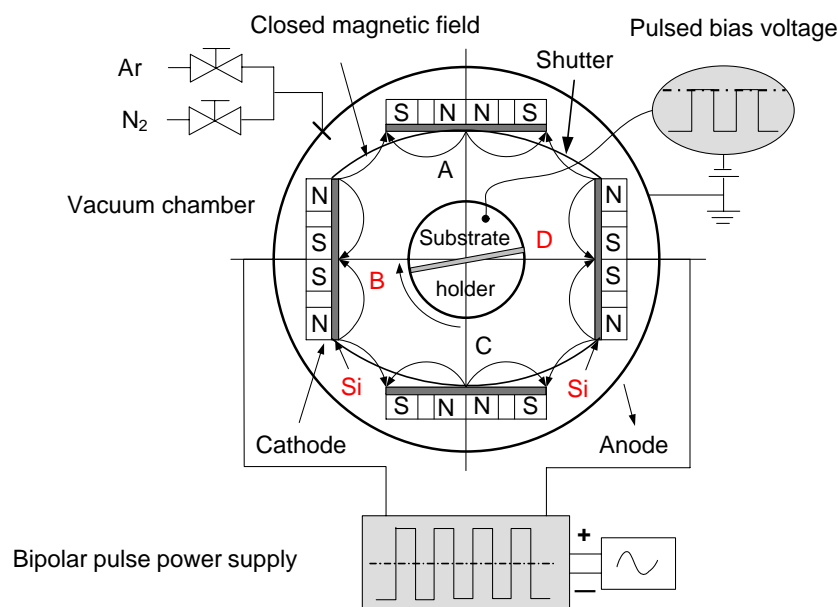 Closed magnetic field
Pulsed bias voltage
Ar
Shutter
N₂
S N N S
A
Vacuum chamber
N
S
S
N
N
S
S
N
Substrate
D
B
holder
C
Si
Si
S N N S
Cathode
Anode
Bipolar pulse power supply
+
−